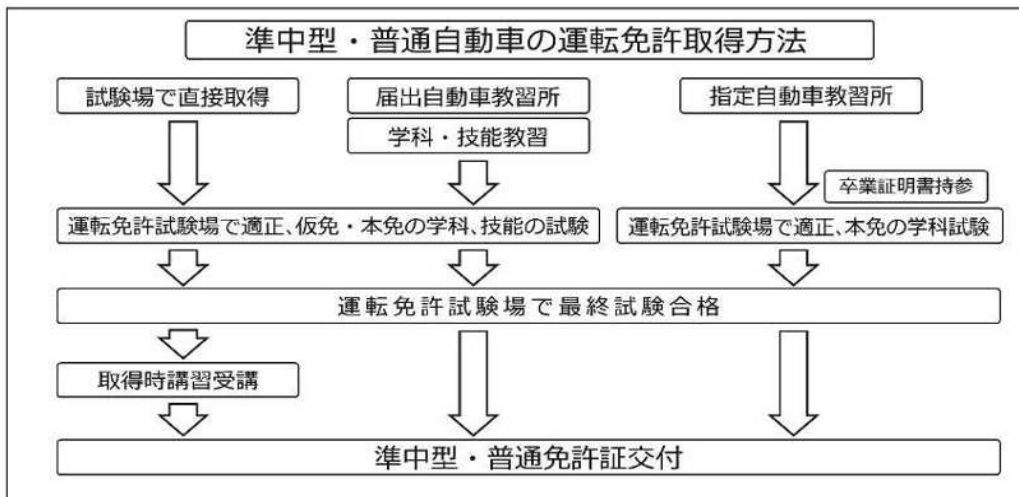 準中型・普通自動車の運転免許取得方法
試験場で直接取得
届出自動車教習所
指定自動車教習所
学科・技能教習
卒業証明書持参
運転免許試験場で適正、仮免・本免の学科、技能の試験
運転免許試験場で適正、本免の学科試験
運転免許試験場で最終試験合格
取得時講習受講
準中型・普通免許証交付